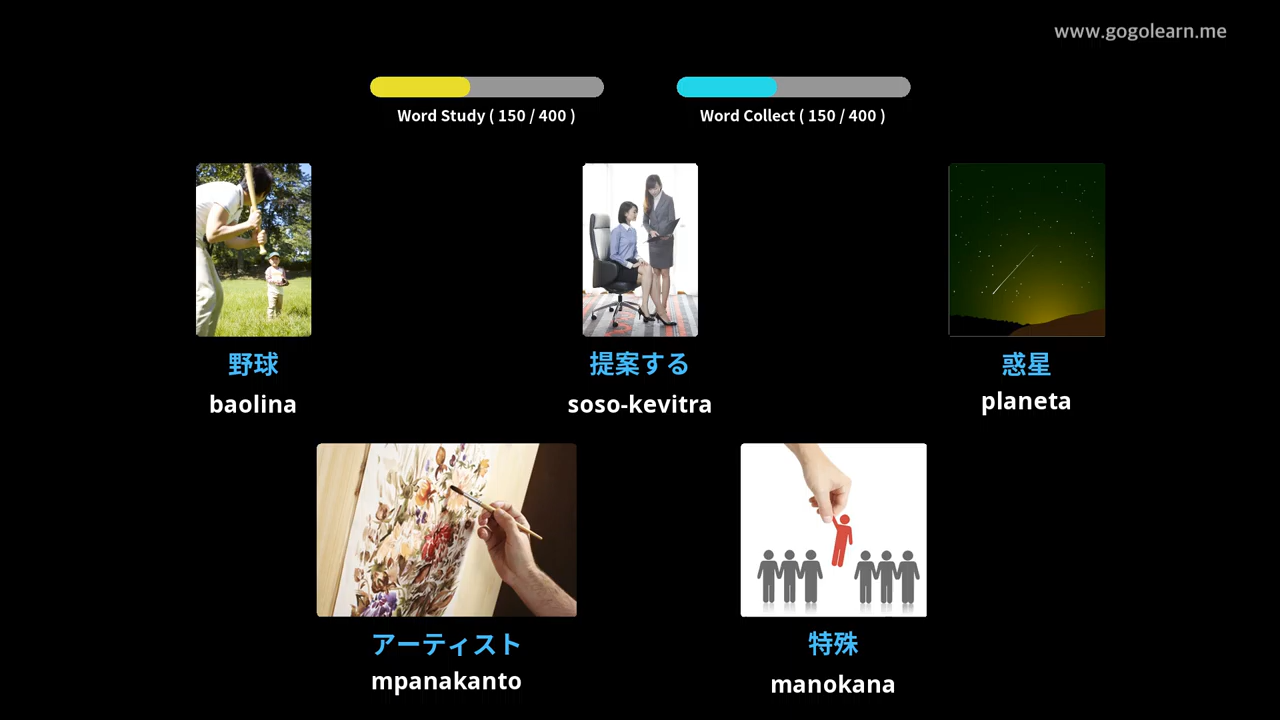 www.gogolearn.me
Word Study ( 150 / 400 )
Word Collect ( 150 / 400 )
野球
提案する
惑星
baolina
soso-kevitra
planeta
アーティスト
特殊
mpanakanto
manokana